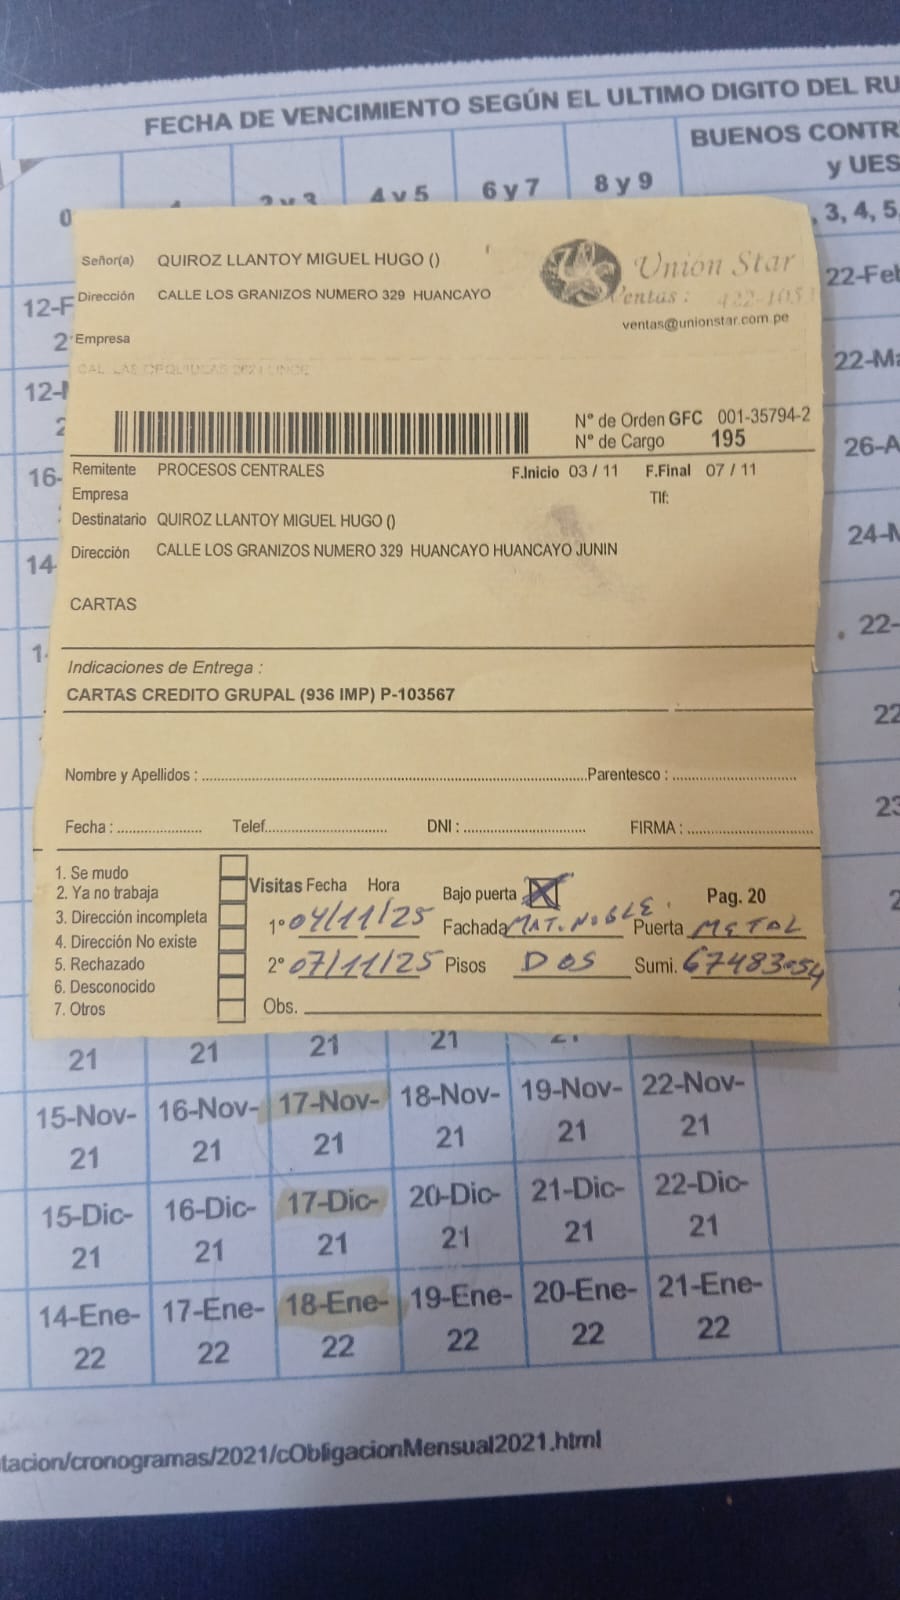 FECHA DE VENCIMIENTO SEGÚN EL ULTIMO DIGITO DEL RU
BUENOS CONTR
y UES
0
2 y 3 4 y 5 6 y 7 8 y 9
, 3, 4, 5,
12-F
2
12-
16-
14
1
22-Feb
22-Ma
26-A
24-M
22-
22
23
2
Señor(a) QUIROZ LLANTOY MIGUEL HUGO ()
Dirección CALLE LOS GRANIZOS NUMERO 329 HUANCAYO
Empresa
Unión Star
Ventas : 422-105
ventas@unionstar.com.pe
N° de Orden GFC 001-35794-2
N° de Cargo 195
Remitente PROCESOS CENTRALES F.Inicio 03 / 11 F.Final 07 / 11
Empresa Tlf:
Destinatario QUIROZ LLANTOY MIGUEL HUGO ()
Dirección CALLE LOS GRANIZOS NUMERO 329 HUANCAYO HUANCAYO JUNIN
CARTAS
Indicaciones de Entrega :
CARTAS CREDITO GRUPAL (936 IMP) P-103567
Nombre y Apellidos : Parentesco :
Fecha : Telef. DNI : FIRMA :
1. Se mudo
2. Ya no trabaja
3. Dirección incompleta
4. Dirección No existe
5. Rechazado
6. Desconocido
7. Otros
Visitas Fecha Hora Bajo puerta Pag. 20
1° 04/11/25 Fachada MAT. NOBLE. Puerta METAL
2° 07/11/25 Pisos DOS Sumi.
Obs.
21 21 21 21
15-Nov-21 16-Nov-21 17-Nov-21 18-Nov-21 19-Nov-21 22-Nov-21
15-Dic-21 16-Dic-21 17-Dic-21 20-Dic-21 21-Dic-21 22-Dic-21
14-Ene-22 17-Ene-22 18-Ene-22 19-Ene-22 20-Ene-22 21-Ene-22
tacion/cronogramas/2021/cObligacionMensual2021.html